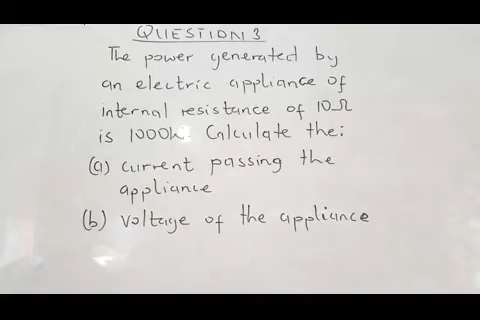 QUESTION 3
The power generated by
an electric appliance of
internal resistance of 10Ω
is 1000W. Calculate the:
(a) current passing the
appliance
(b) voltage of the appliance